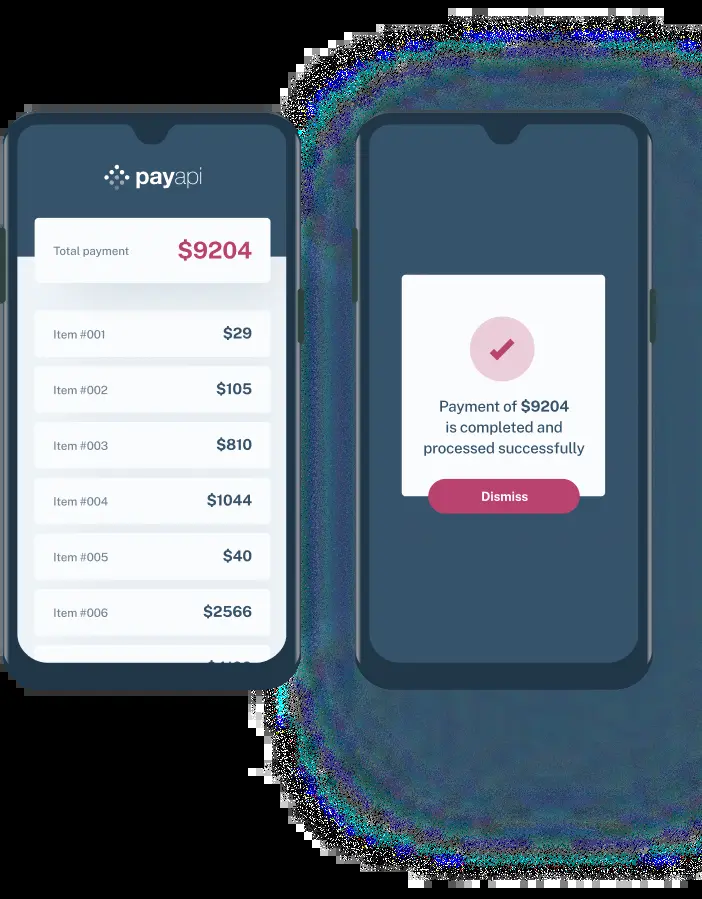 payapi
Total payment $9204
Item #001 $29
Item #002 $105
Item #003 $810
Item #004 $1044
Item #005 $40
Item #006 $2566
Payment of $9204
is completed and
processed successfully
Dismiss